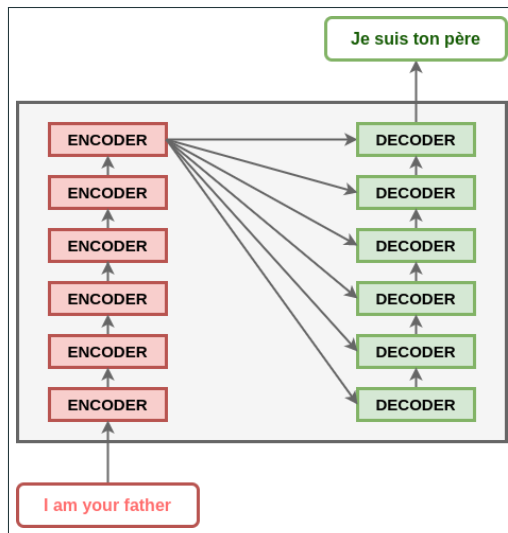 Je suis ton père
ENCODER
DECODER
ENCODER
DECODER
ENCODER
DECODER
ENCODER
DECODER
ENCODER
DECODER
ENCODER
DECODER
I am your father